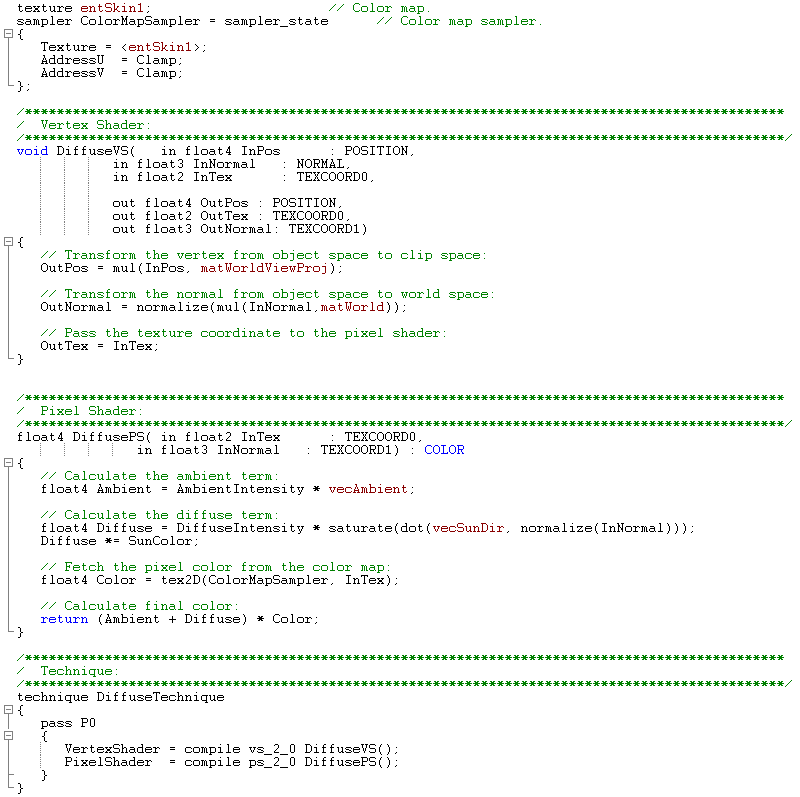 texture entSkin1;                      // Color map.
sampler ColorMapSampler = sampler_state      // Color map sampler.
{
   Texture = <entSkin1>;
   AddressU  = Clamp;
   AddressV  = Clamp;
};
/***********************************************************************************************
/  Vertex Shader:
/************************************************************************************************/
void DiffuseVS(   in float4 InPos      : POSITION,
            in float3 InNormal   : NORMAL,
            in float2 InTex      : TEXCOORD0,
            out float4 OutPos : POSITION,
            out float2 OutTex : TEXCOORD0,
            out float3 OutNormal: TEXCOORD1)
{
   // Transform the vertex from object space to clip space:
   OutPos = mul(InPos, matWorldViewProj);
   // Transform the normal from object space to world space:
   OutNormal = normalize(mul(InNormal,matWorld));
   // Pass the texture coordinate to the pixel shader:
   OutTex = InTex;
}
/***********************************************************************************************
/  Pixel Shader:
/************************************************************************************************/
float4 DiffusePS( in float2 InTex      : TEXCOORD0,
               in float3 InNormal   : TEXCOORD1) : COLOR
{
   // Calculate the ambient term:
   float4 Ambient = AmbientIntensity * vecAmbient;
   // Calculate the diffuse term:
   float4 Diffuse = DiffuseIntensity * saturate(dot(vecSunDir, normalize(InNormal)));
   Diffuse *= SunColor;
   // Fetch the pixel color from the color map:
   float4 Color = tex2D(ColorMapSampler, InTex);
   // Calculate final color:
   return (Ambient + Diffuse) * Color;
}
/***********************************************************************************************
/  Technique:
/************************************************************************************************/
technique DiffuseTechnique
{
   pass P0
   {
      VertexShader = compile vs_2_0 DiffuseVS();
      PixelShader  = compile ps_2_0 DiffusePS();
   }
}